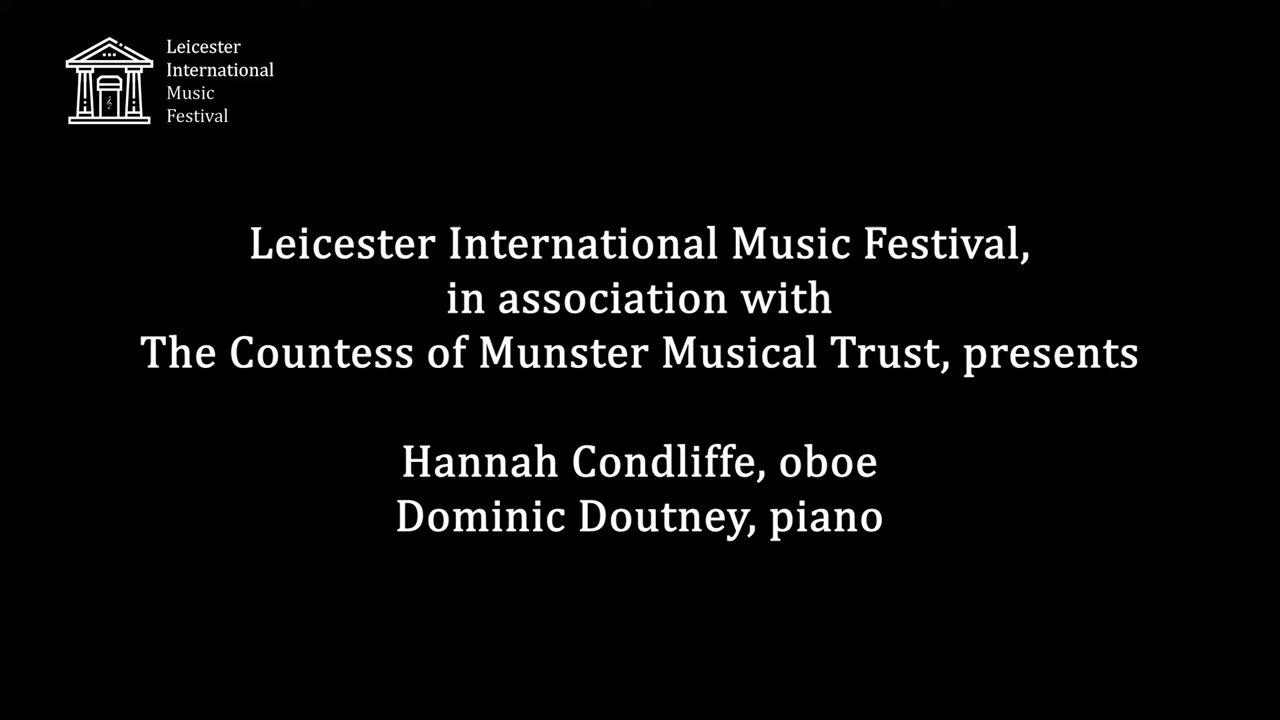 Leicester
International
Music
Festival
Leicester International Music Festival,
in association with
The Countess of Munster Musical Trust, presents
Hannah Condliffe, oboe
Dominic Doutney, piano